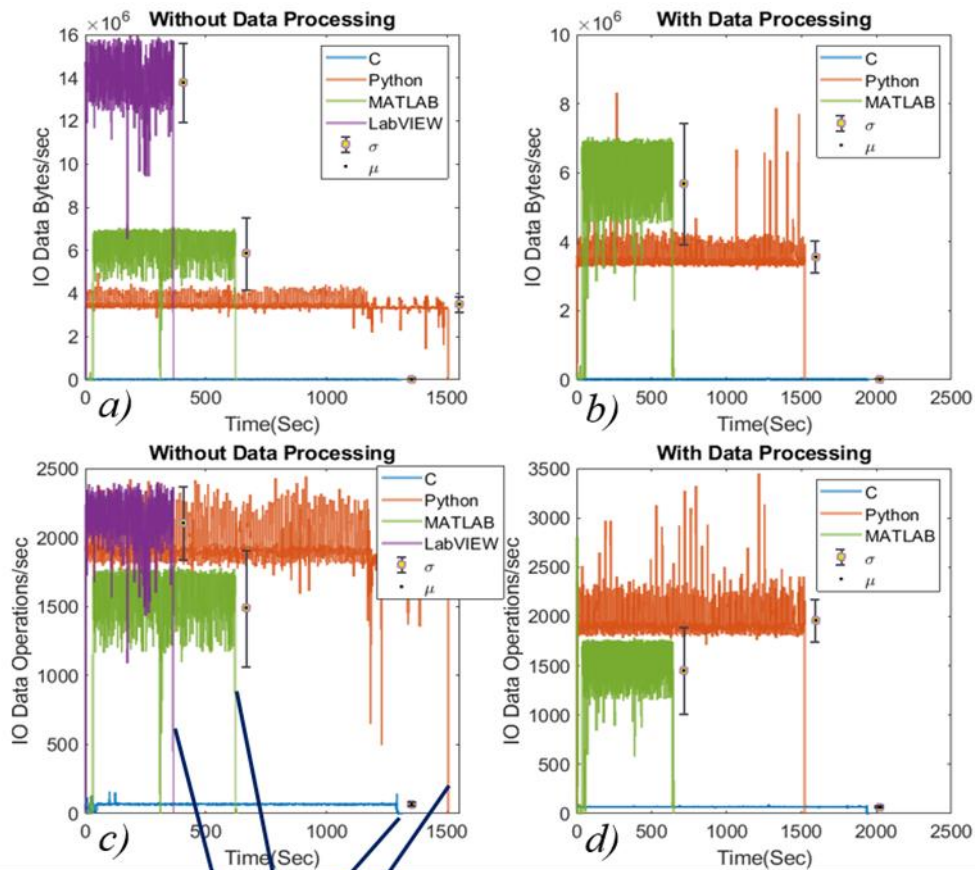 Without Data Processing
×10⁶
IO Data Bytes/sec
16
14
12
10
8
6
4
2
0
C
Python
MATLAB
LabVIEW
σ
μ
0
500
1000
1500
Time(Sec)
a)
With Data Processing
×10⁶
IO Data Bytes/sec
10
8
6
4
2
0
C
Python
MATLAB
σ
μ
0
500
1000
1500
2000
2500
Time(Sec)
b)
Without Data Processing
IO Data Operations/sec
2500
2000
1500
1000
500
0
C
Python
MATLAB
LabVIEW
σ
μ
0
500
1000
1500
Time(Sec)
c)
With Data Processing
IO Data Operations/sec
3500
3000
2500
2000
1500
1000
500
0
C
Python
MATLAB
σ
μ
0
500
1000
1500
2000
2500
Time(Sec)
d)